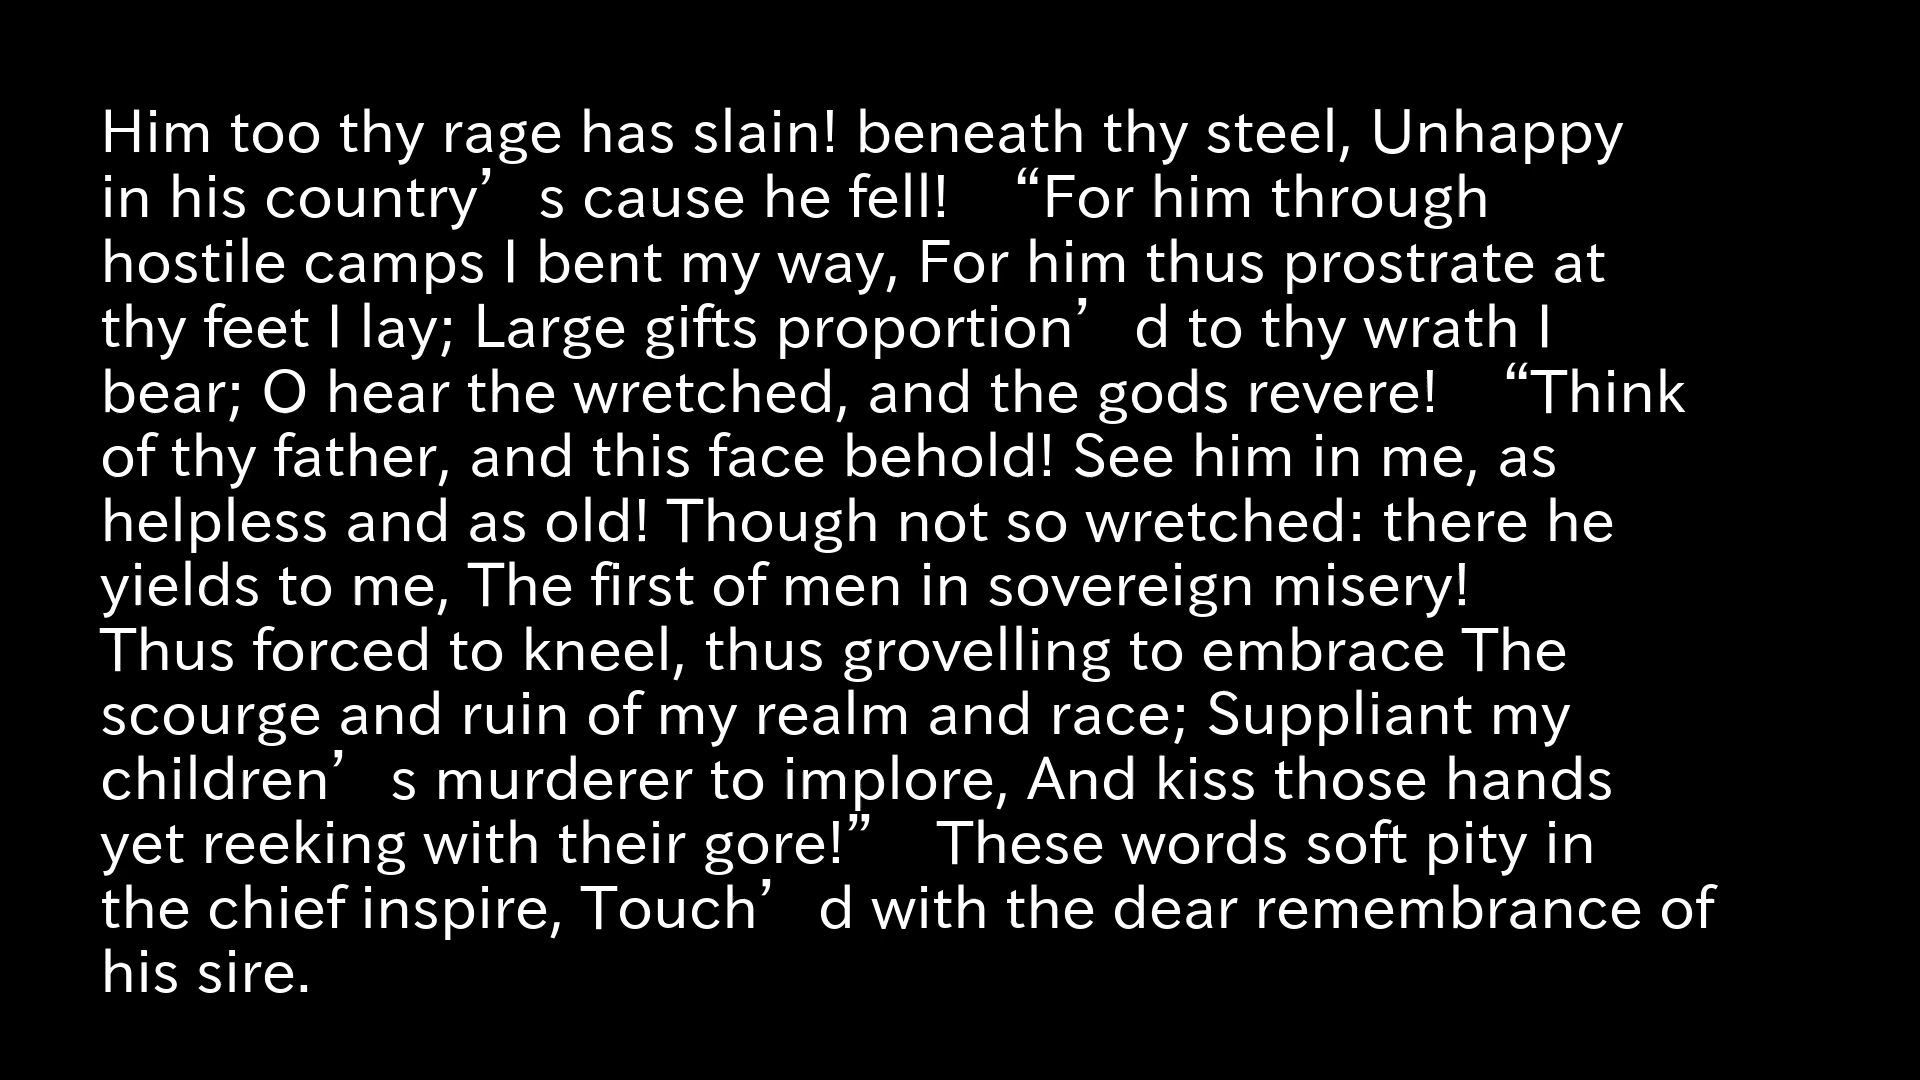 Him too thy rage has slain! beneath thy steel, Unhappy
in his country’s cause he fell! “For him through
hostile camps I bent my way, For him thus prostrate at
thy feet I lay; Large gifts proportion’d to thy wrath I
bear; O hear the wretched, and the gods revere! “Think
of thy father, and this face behold! See him in me, as
helpless and as old! Though not so wretched: there he
yields to me, The first of men in sovereign misery!
Thus forced to kneel, thus grovelling to embrace The
scourge and ruin of my realm and race; Suppliant my
children’s murderer to implore, And kiss those hands
yet reeking with their gore!” These words soft pity in
the chief inspire, Touch’d with the dear remembrance of
his sire.